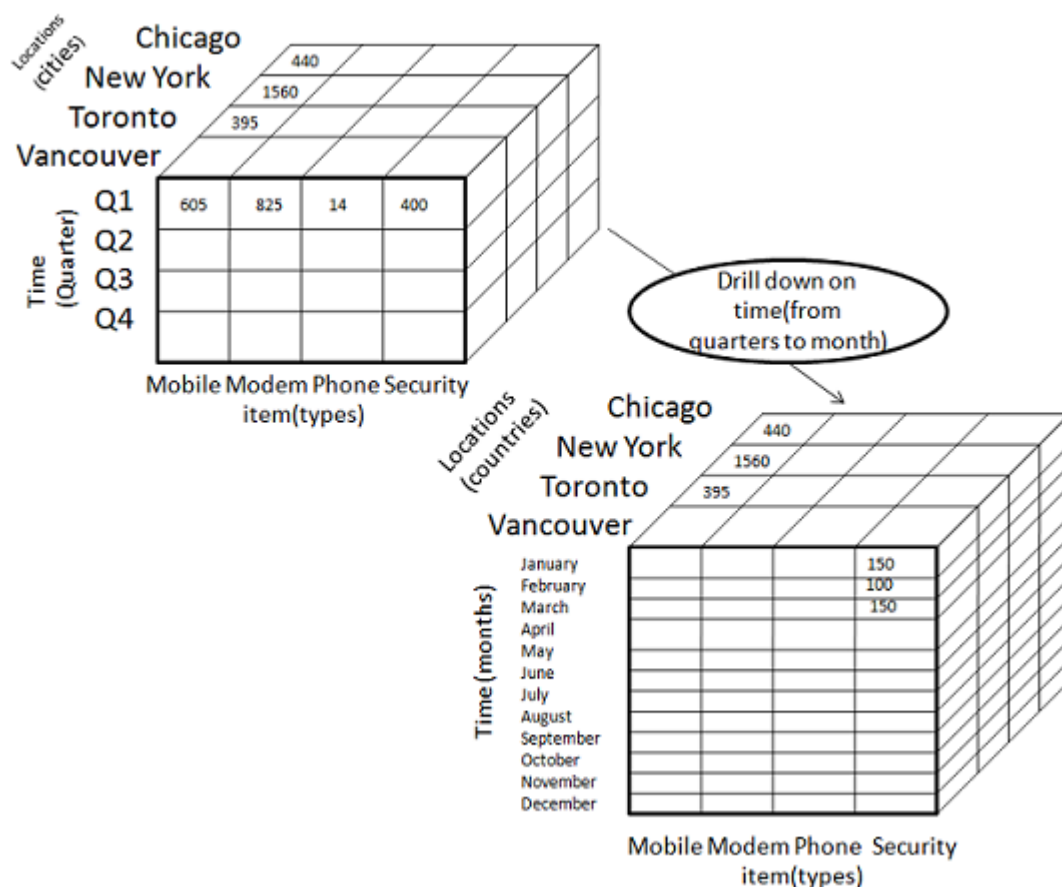 Locations
(cities)
Chicago
New York
Toronto
Vancouver
440
1560
395
Time
(Quarter)
Q1
Q2
Q3
Q4
605 825 14 400
Mobile Modem Phone Security
item(types)
Drill down on
time(from
quarters to month)
Locations
(countries)
Chicago
New York
Toronto
Vancouver
440
1560
395
Time (months)
January 150
February 100
March 150
April
May
June
July
August
September
October
November
December
Mobile Modem Phone Security
item(types)